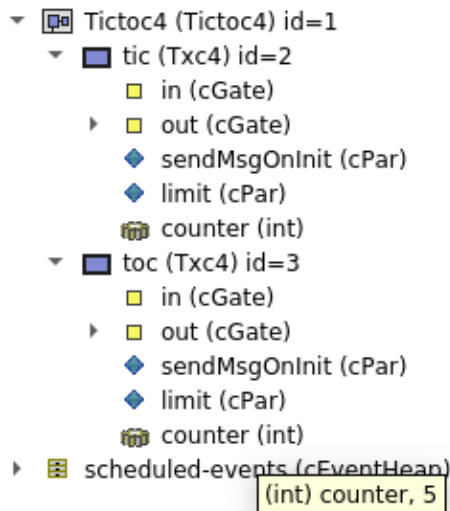 Tictoc4 (Tictoc4) id=1
tic (Txc4) id=2
in (cGate)
out (cGate)
sendMsgOnInit (cPar)
limit (cPar)
counter (int)
toc (Txc4) id=3
in (cGate)
out (cGate)
sendMsgOnInit (cPar)
limit (cPar)
counter (int)
scheduled-events (cEventHeap)
(int) counter, 5